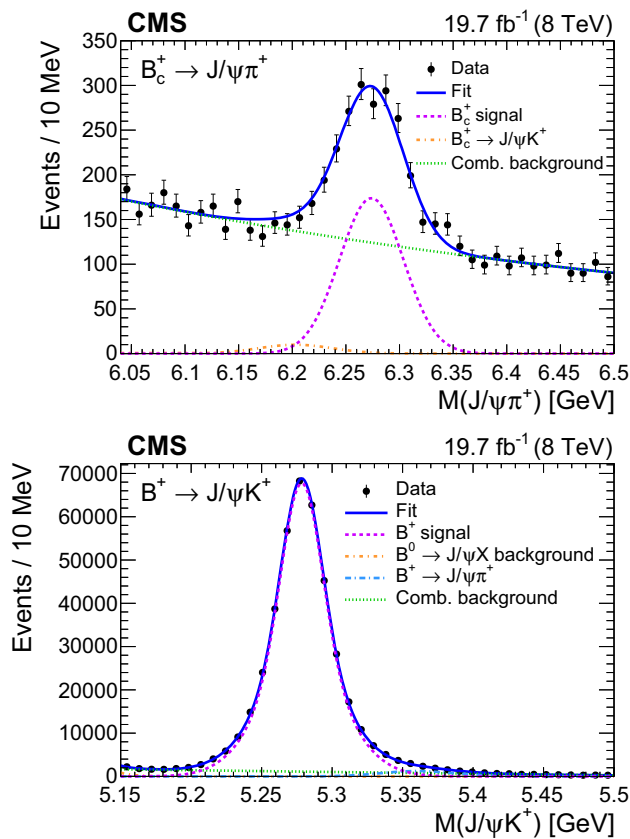 CMS 19.7 fb⁻¹ (8 TeV)
B_c⁺ → J/ψπ⁺
Data
Fit
B_c⁺ signal
B_c⁺ → J/ψK⁺
Comb. background
Events / 10 MeV
350
300
250
200
150
100
50
0
6.05 6.1 6.15 6.2 6.25 6.3 6.35 6.4 6.45 6.5
M(J/ψπ⁺) [GeV]
CMS 19.7 fb⁻¹ (8 TeV)
B⁺ → J/ψK⁺
Data
Fit
B⁺ signal
B⁰ → J/ψX background
B⁺ → J/ψπ⁺
Comb. background
Events / 10 MeV
70000
60000
50000
40000
30000
20000
10000
0
5.15 5.2 5.25 5.3 5.35 5.4 5.45 5.5
M(J/ψK⁺) [GeV]